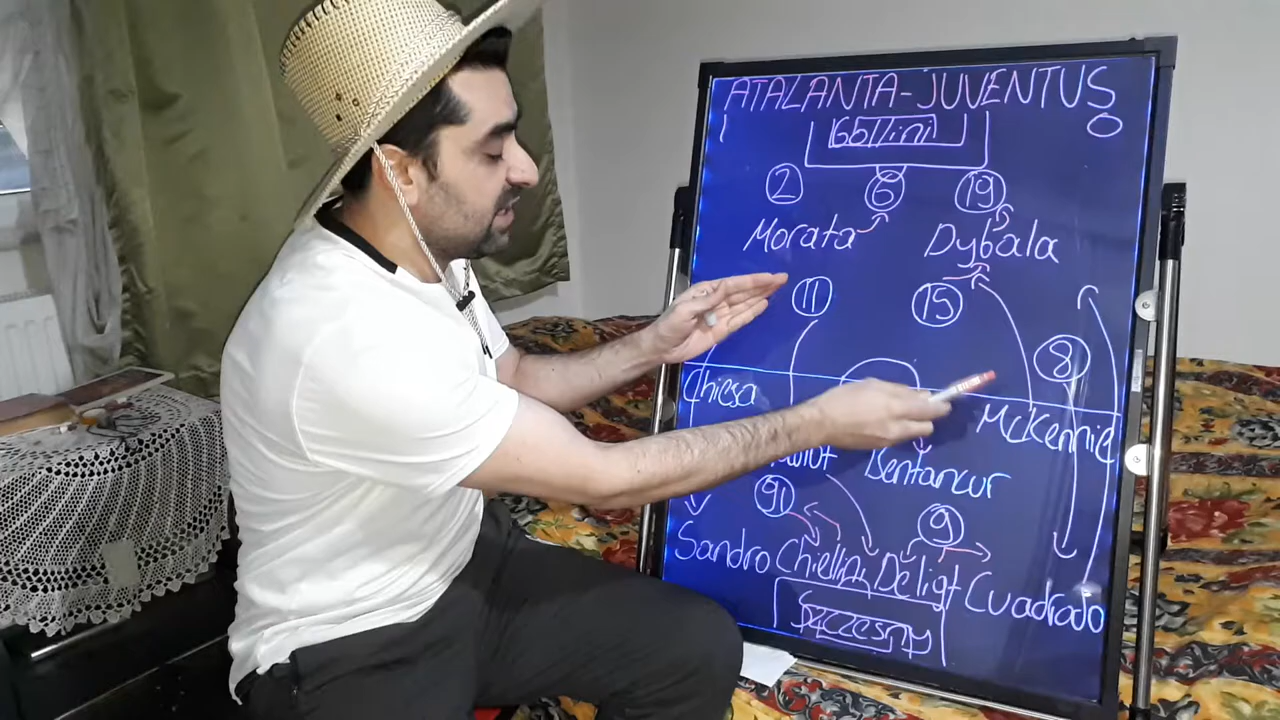 ATALANTA-JUVENTUS
1 Gollini 0
2 6 19
Morata Dybala
11 15
8
Chiesa
McKennie
Bentancur
91 9
Sandro Chiellini De Ligt Cuadrado
Szczesny